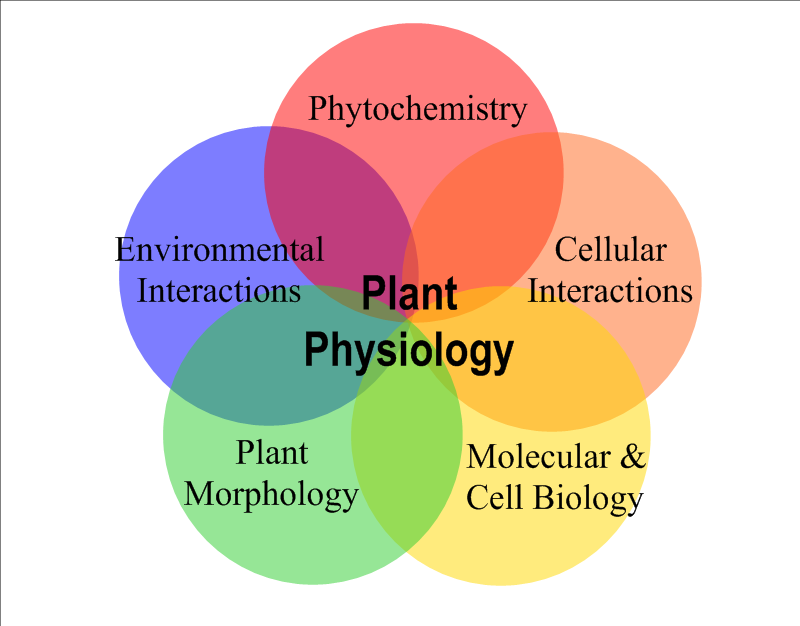 Phytochemistry
Environmental
Interactions
Cellular
Interactions
Plant
Physiology
Plant
Morphology
Molecular &
Cell Biology